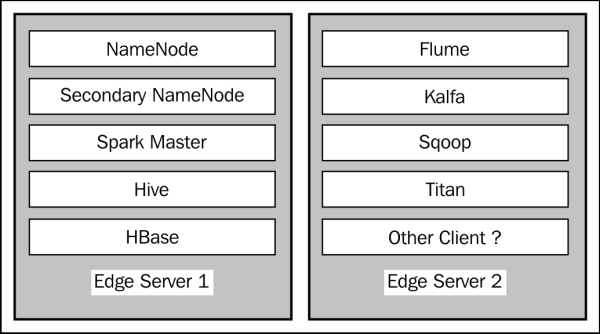 NameNode
Secondary NameNode
Spark Master
Hive
HBase
Edge Server 1
Flume
Kalfa
Sqoop
Titan
Other Client ?
Edge Server 2